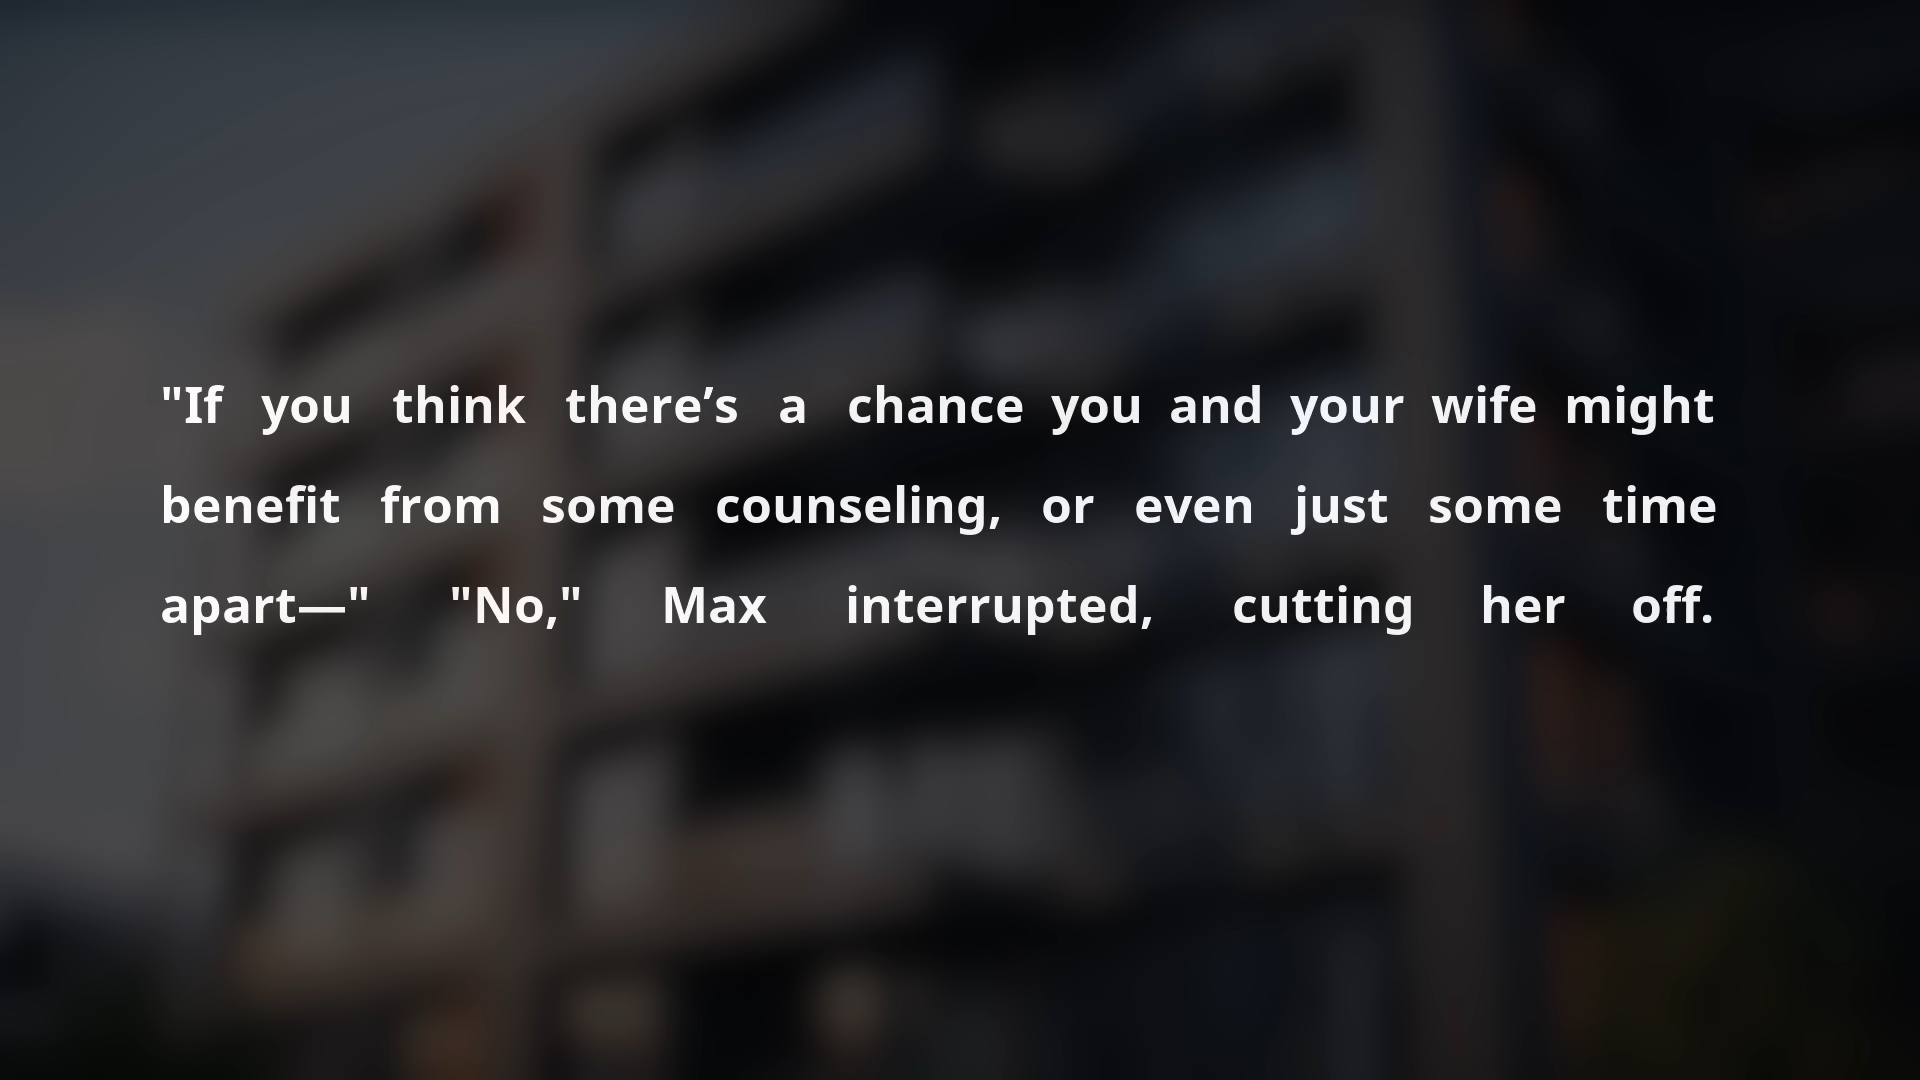 "If you think there’s a chance you and your wife might
benefit from some counseling, or even just some time
apart—" "No," Max interrupted, cutting her off.